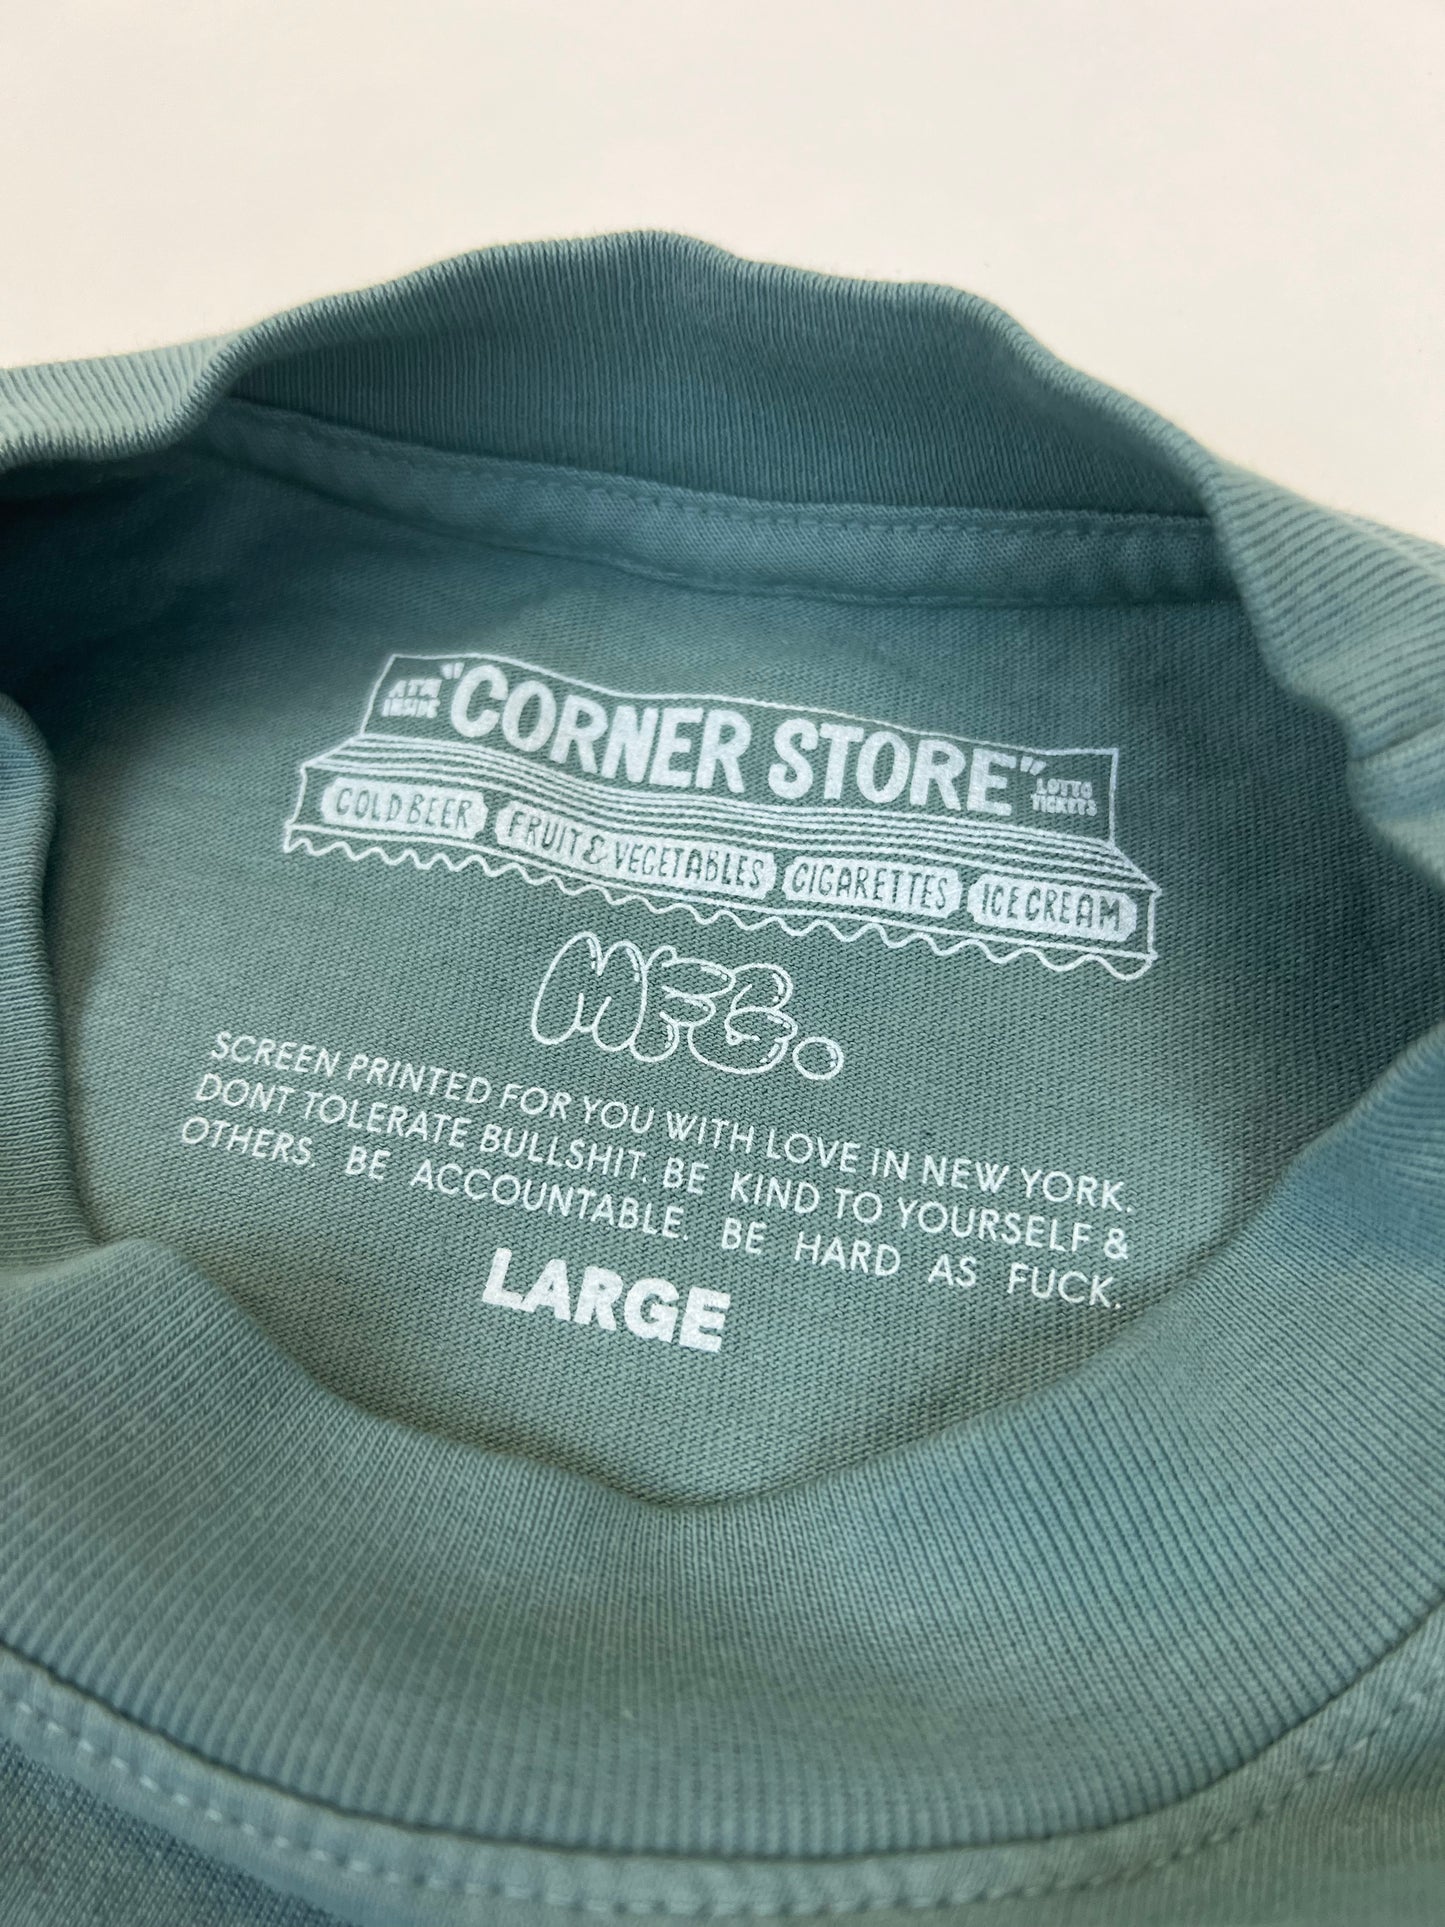 ATM INSIDE
"CORNER STORE"
LOTTO TICKETS
COLD BEER FRUIT & VEGETABLES CIGARETTES ICE CREAM
MFG.
SCREEN PRINTED FOR YOU WITH LOVE IN NEW YORK.
DONT TOLERATE BULLSHIT. BE KIND TO YOURSELF &
OTHERS. BE ACCOUNTABLE. BE HARD AS FUCK.
LARGE